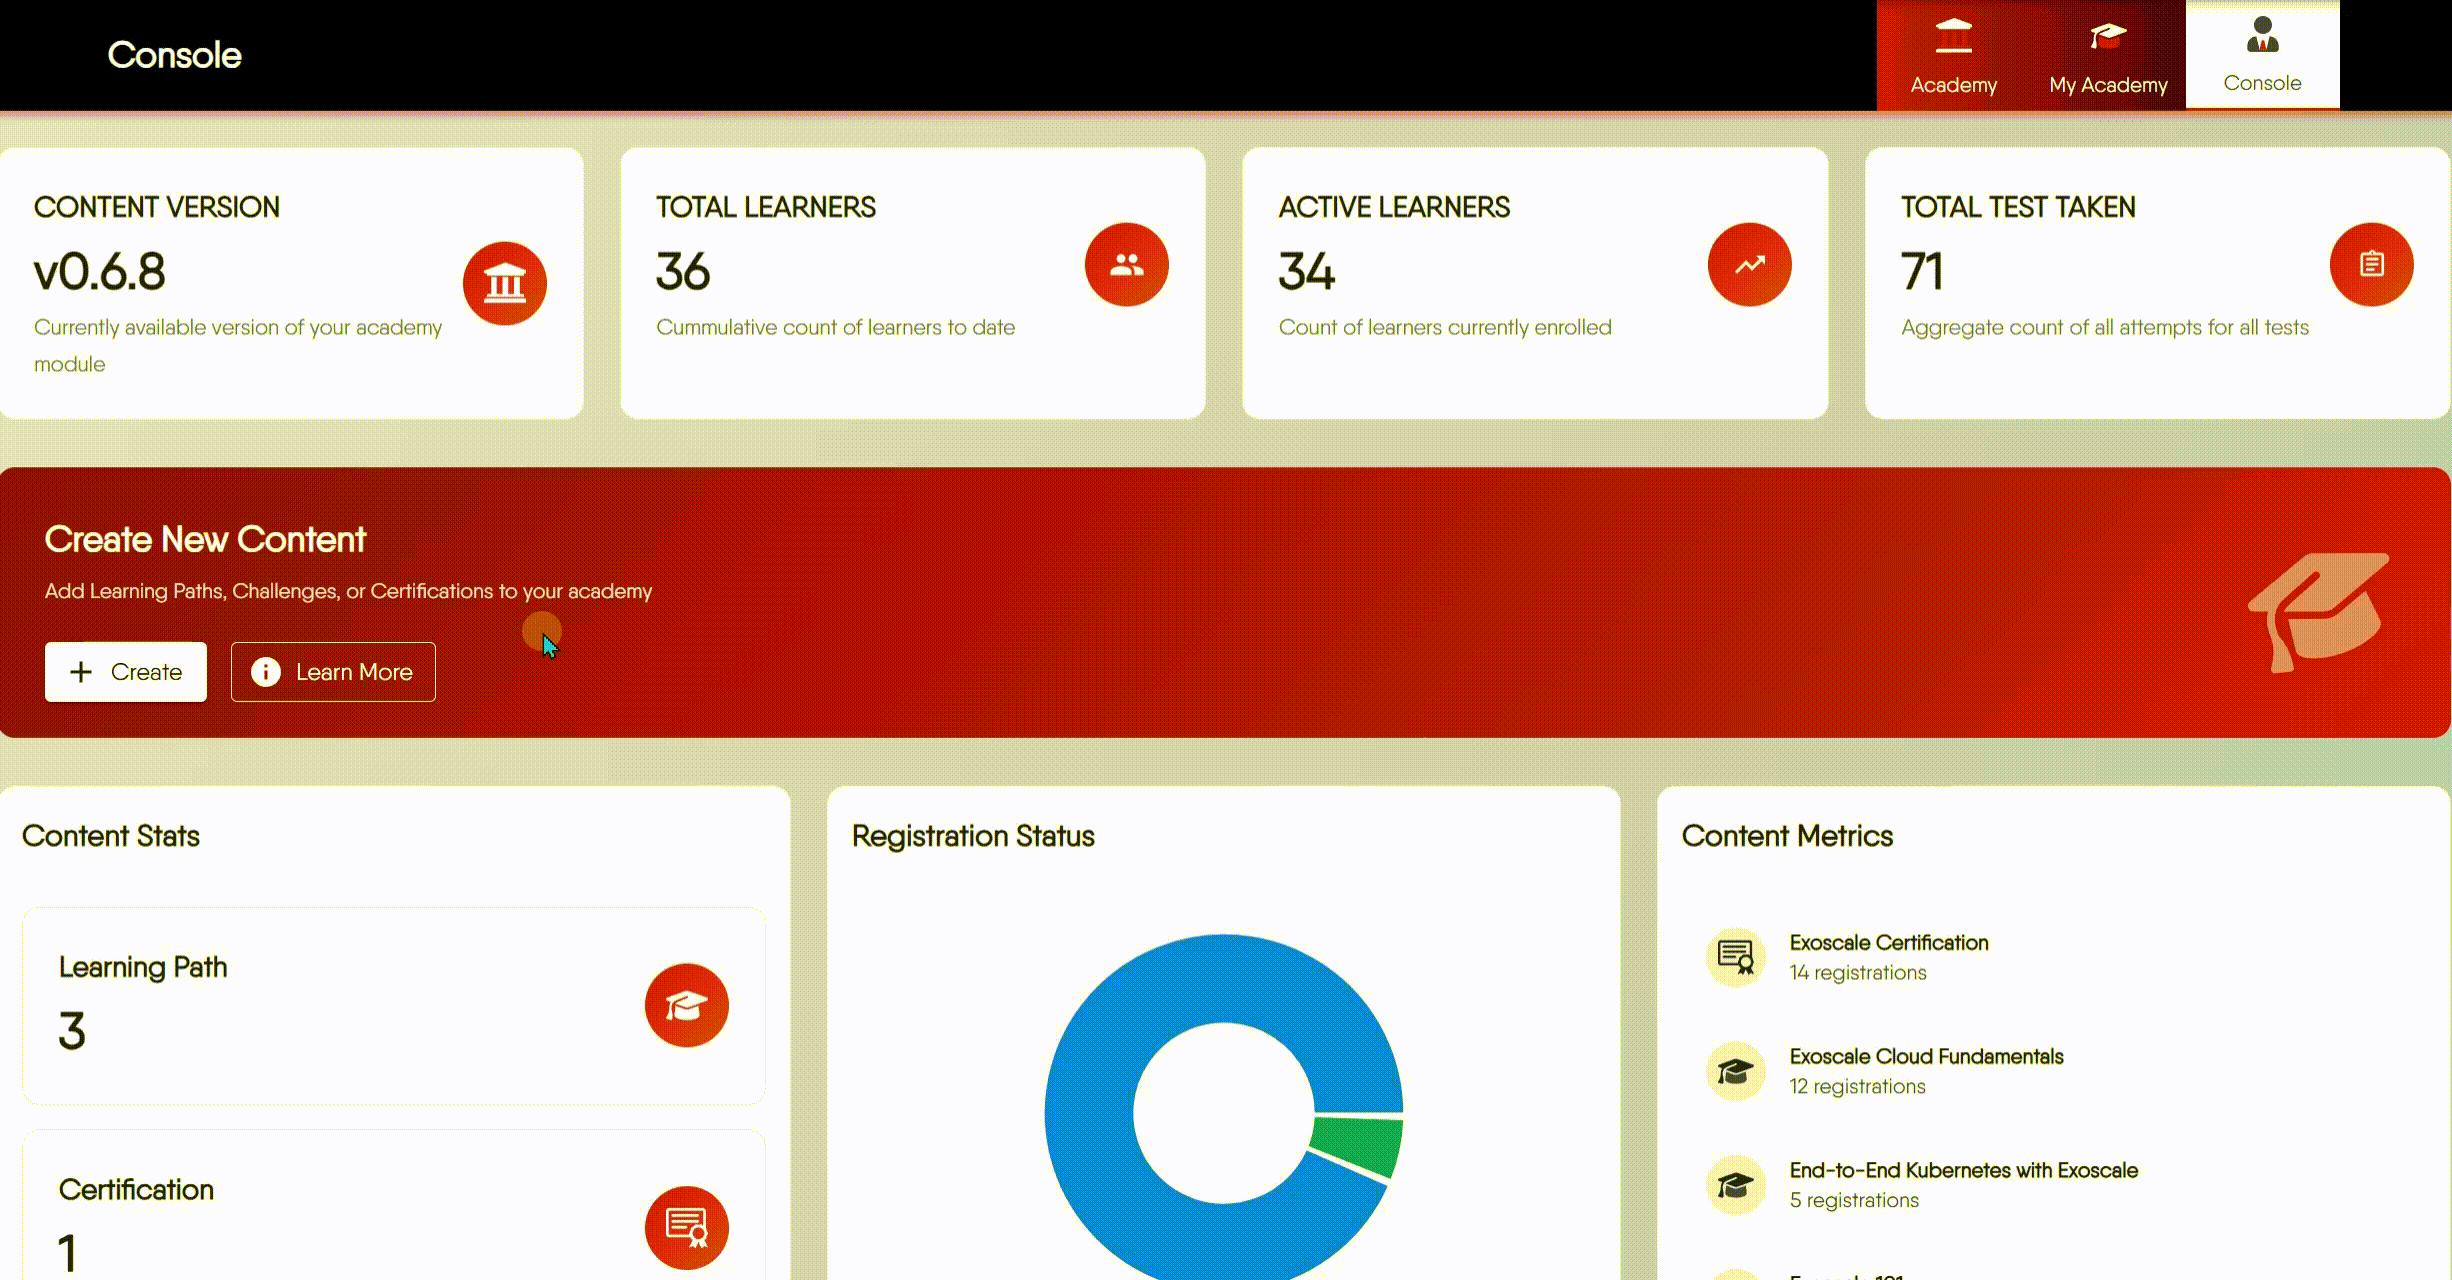 Console
Academy
My Academy
Console
CONTENT VERSION
v0.6.8
Currently available version of your academy
module
TOTAL LEARNERS
36
Cummulative count of learners to date
ACTIVE LEARNERS
34
Count of learners currently enrolled
TOTAL TEST TAKEN
71
Aggregate count of all attempts for all tests
Create New Content
Add Learning Paths, Challenges, or Certifications to your academy
Create
Learn More
Content Stats
Learning Path
3
Certification
1
Registration Status
Content Metrics
Exoscale Certification
14 registrations
Exoscale Cloud Fundamentals
12 registrations
End-to-End Kubernetes with Exoscale
5 registrations